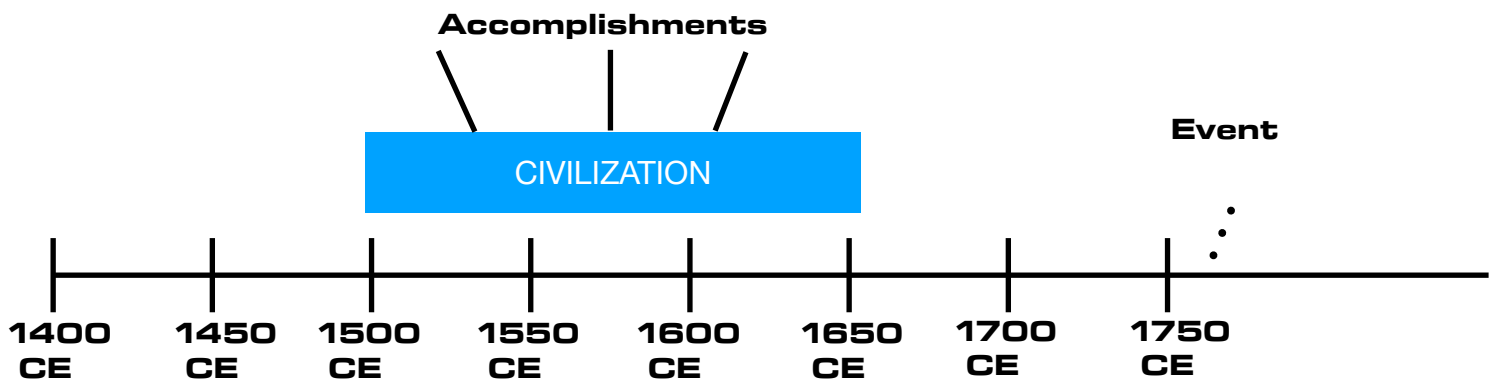 Accomplishments
Event
CIVILIZATION
1400 1450 1500 1550 1600 1650 1700 1750
CE CE CE CE CE CE CE CE